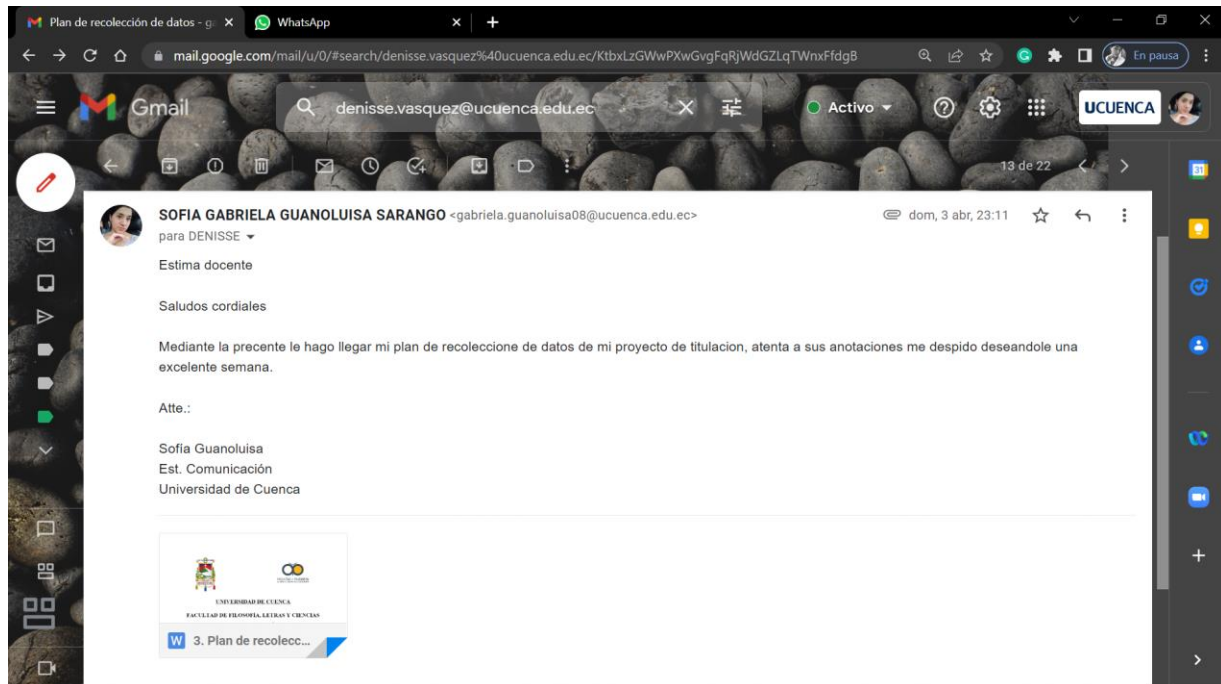 Plan de recolección de datos - g
WhatsApp
mail.google.com/mail/u/0/#search/denisse.vasquez%40ucuenca.edu.ec/KtbxLzGWwPXwGvgFqRjWdGZLqTWnxFfdgB
En pausa
Gmail
denisse.vasquez@ucuenca.edu.ec
Activo
UCUENCA
13 de 22
31
SOFIA GABRIELA GUANOLUISA SARANGO <gabriela.guanoluisa08@ucuenca.edu.ec>
dom, 3 abr, 23:11
para DENISSE
Estima docente
Saludos cordiales
Mediante la precente le hago llegar mi plan de recoleccione de datos de mi proyecto de titulacion, atenta a sus anotaciones me despido deseandole una
excelente semana.
Atte.:
Sofía Guanoluisa
Est. Comunicación
Universidad de Cuenca
UNIVERSIDAD DE CUENCA
FACULTAD DE FILOSOFÍA, LETRAS Y CIENCIAS
W 3. Plan de recolecc...